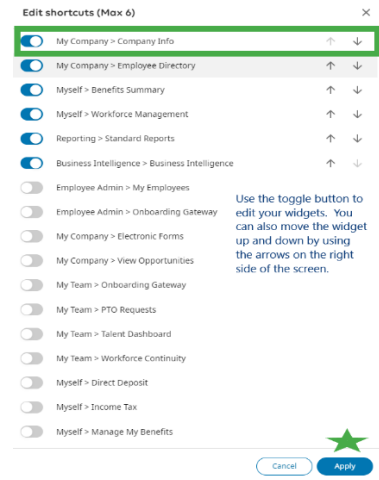 Edit shortcuts (Max 6)
My Company > Company Info
My Company > Employee Directory
Myself > Benefits Summary
Myself > Workforce Management
Reporting > Standard Reports
Business Intelligence > Business Intelligence
Employee Admin > My Employees
Employee Admin > Onboarding Gateway
My Company > Electronic Forms
My Company > View Opportunities
My Team > Onboarding Gateway
My Team > PTO Requests
My Team > Talent Dashboard
My Team > Workforce Continuity
Myself > Direct Deposit
Myself > Income Tax
Myself > Manage My Benefits
Use the toggle button to
edit your widgets. You
can also move the widget
up and down by using
the arrows on the right
side of the screen.
Cancel
Apply